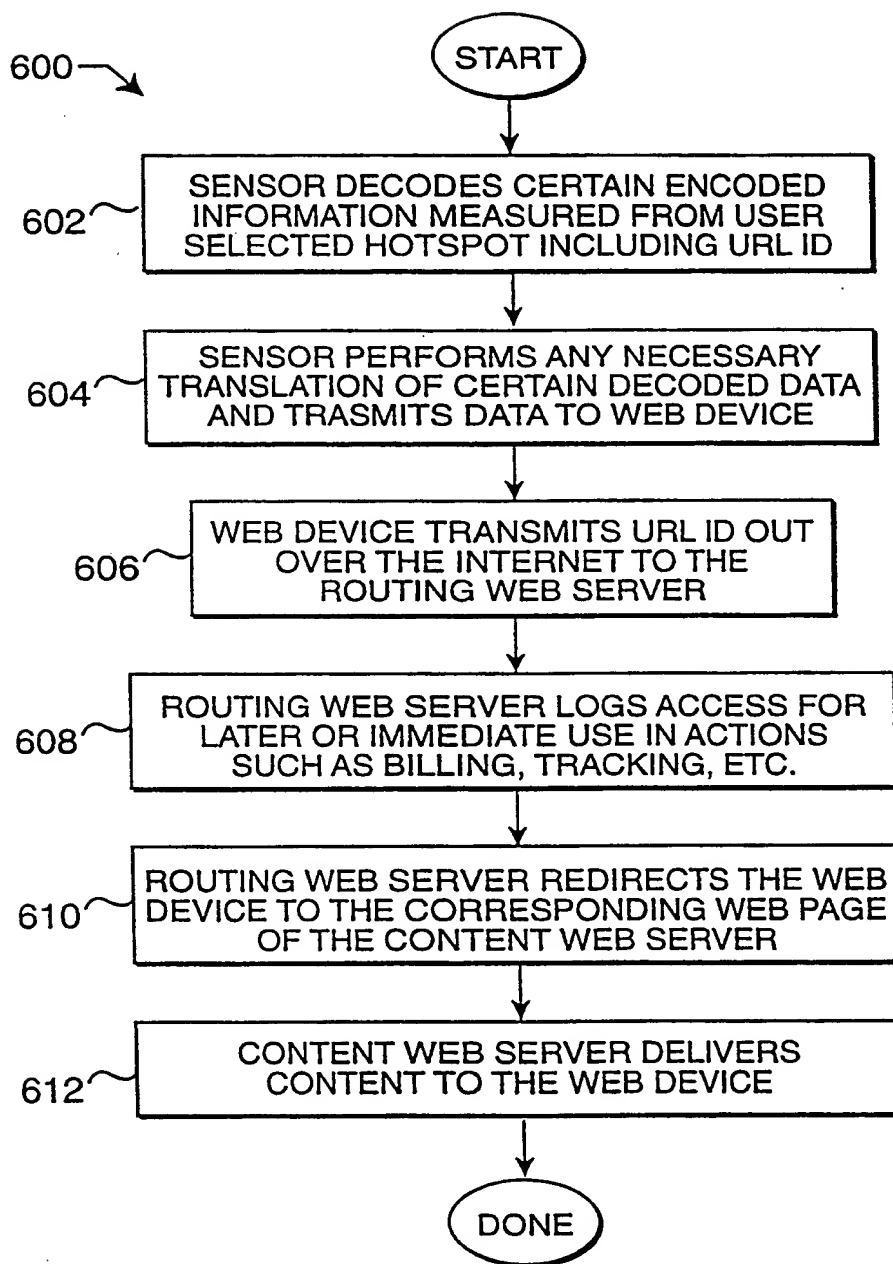 START
600
602
SENSOR DECODES CERTAIN ENCODED
INFORMATION MEASURED FROM USER
SELECTED HOTSPOT INCLUDING URL ID
604
SENSOR PERFORMS ANY NECESSARY
TRANSLATION OF CERTAIN DECODED DATA
AND TRASMITS DATA TO WEB DEVICE
606
WEB DEVICE TRANSMITS URL ID OUT
OVER THE INTERNET TO THE
ROUTING WEB SERVER
608
ROUTING WEB SERVER LOGS ACCESS FOR
LATER OR IMMEDIATE USE IN ACTIONS
SUCH AS BILLING, TRACKING, ETC.
610
ROUTING WEB SERVER REDIRECTS THE WEB
DEVICE TO THE CORRESPONDING WEB PAGE
OF THE CONTENT WEB SERVER
612
CONTENT WEB SERVER DELIVERS
CONTENT TO THE WEB DEVICE
DONE